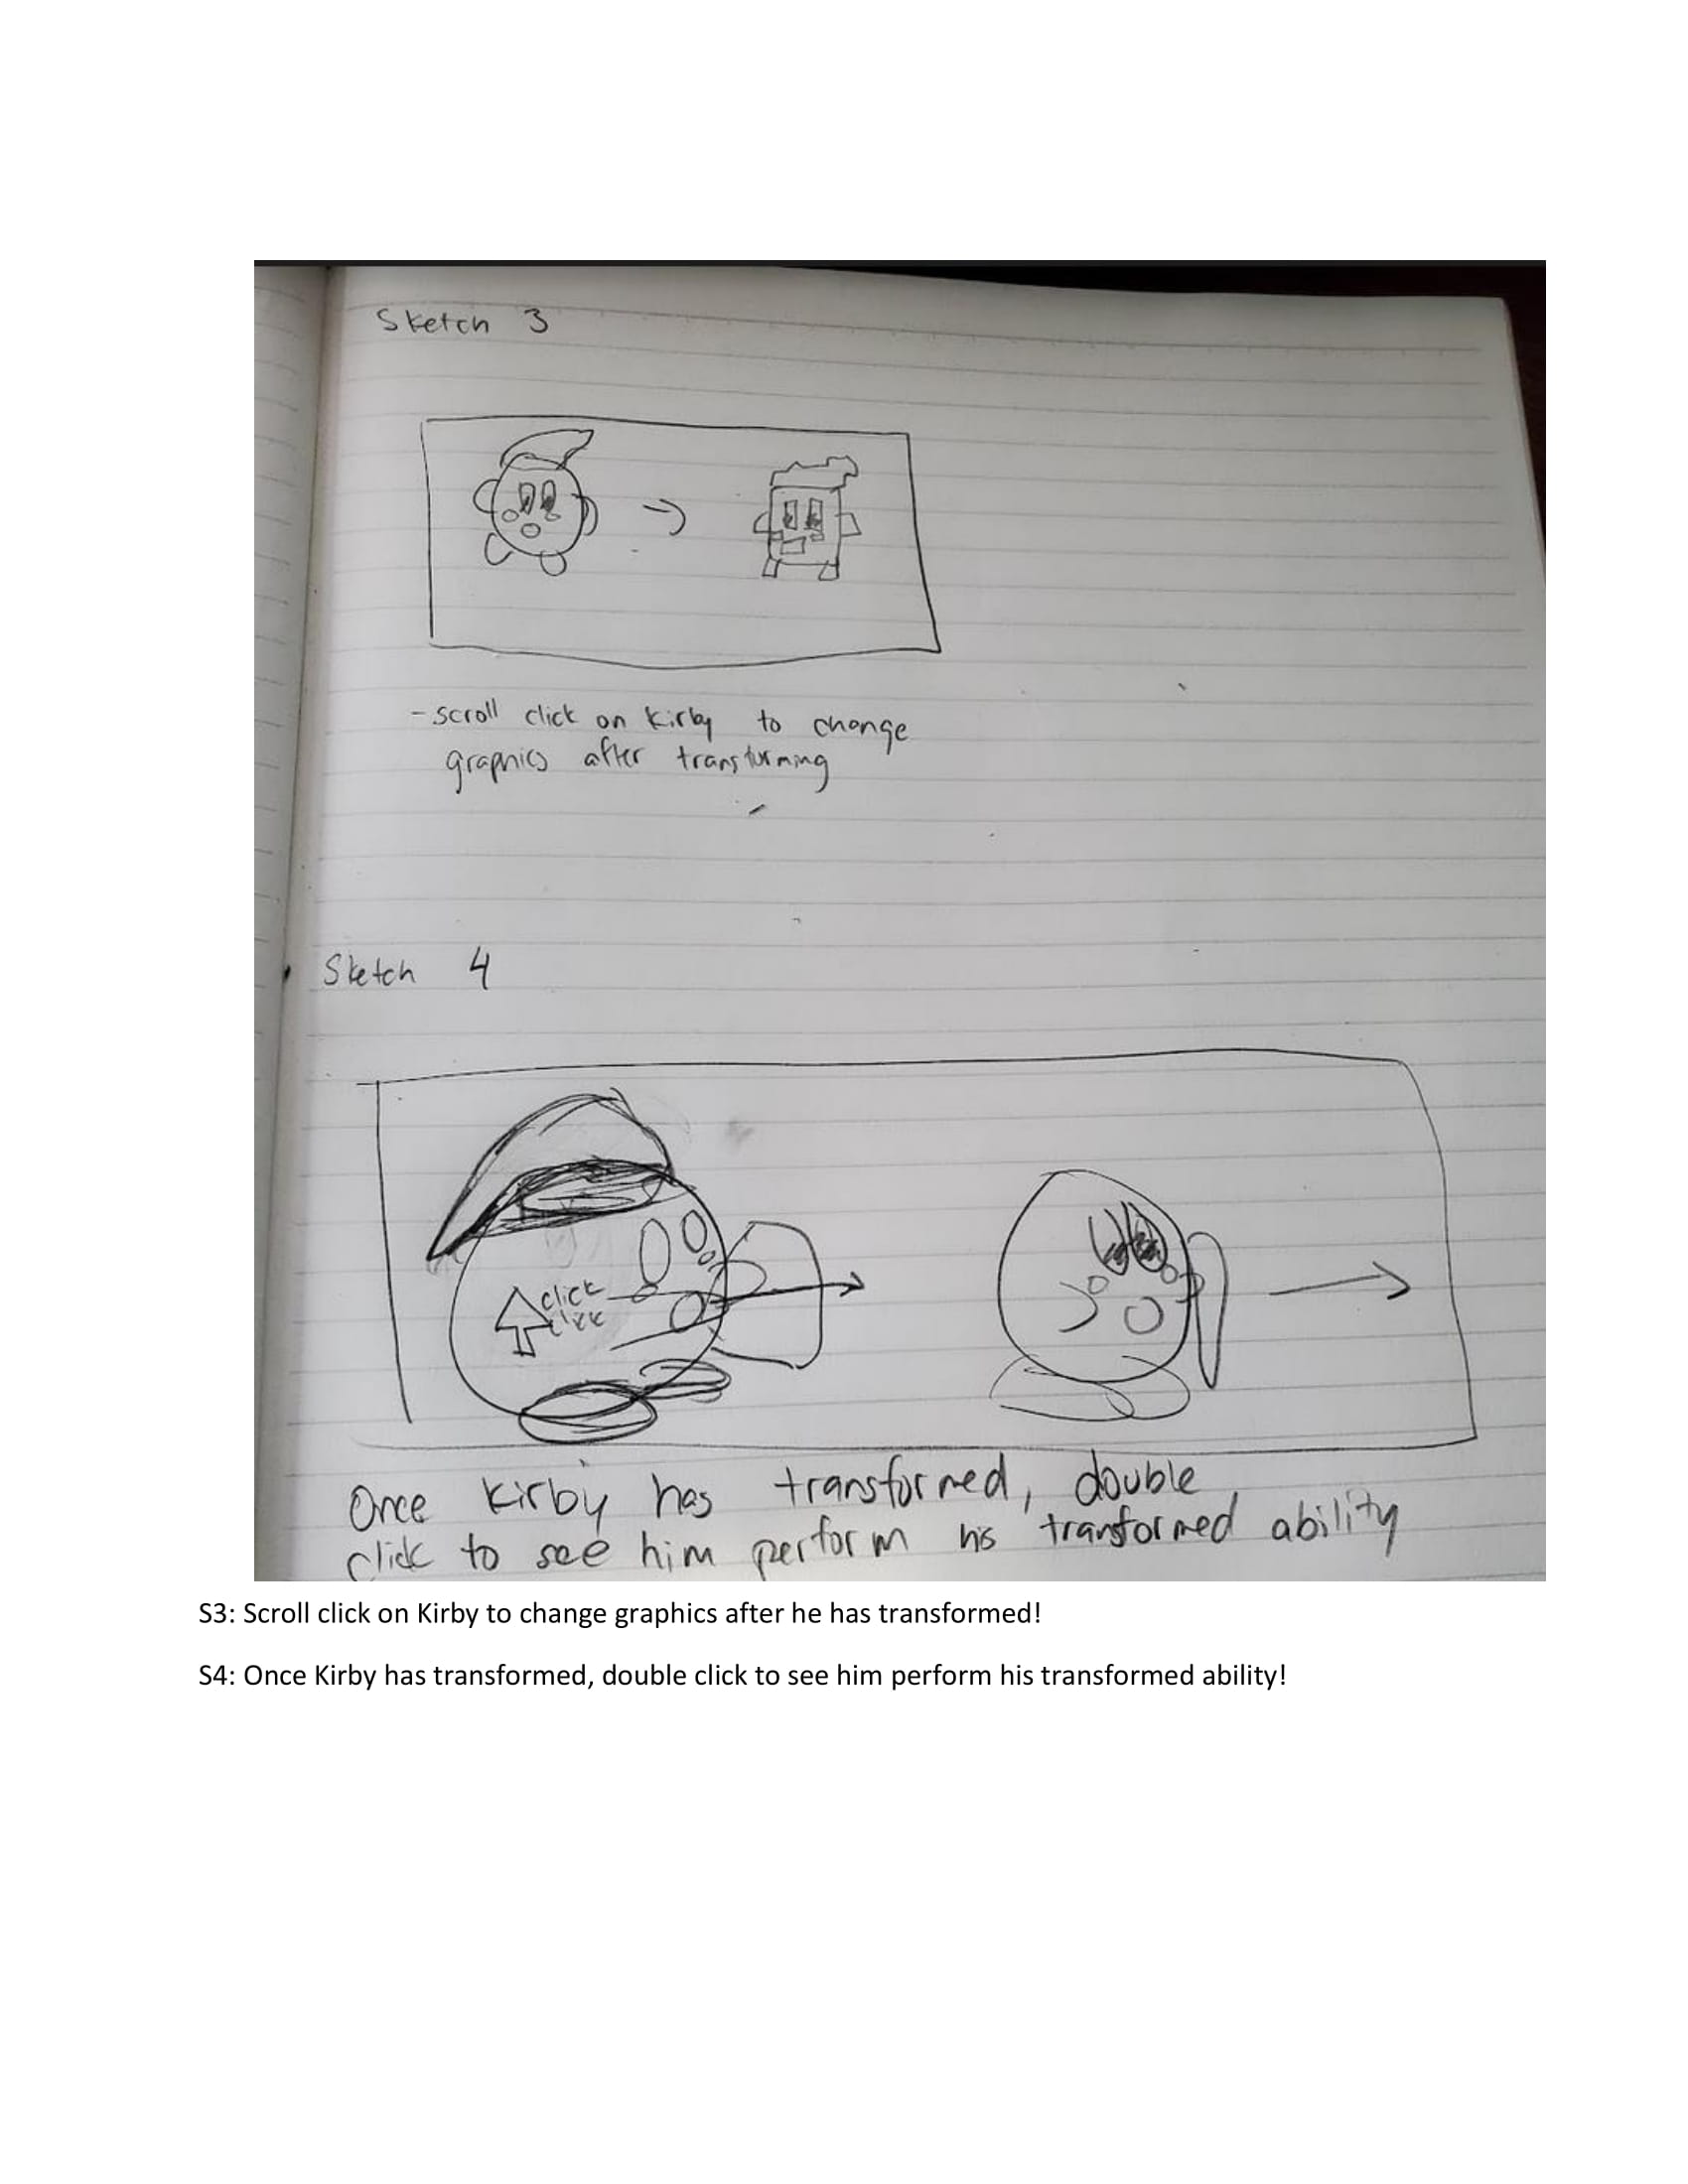 Sketch 3
- scroll click on Kirby to change
graphics after transforming
Sketch 4
click
click
Once Kirby has transformed, double
click to see him perform his transformed ability
S3: Scroll click on Kirby to change graphics after he has transformed!
S4: Once Kirby has transformed, double click to see him perform his transformed ability!